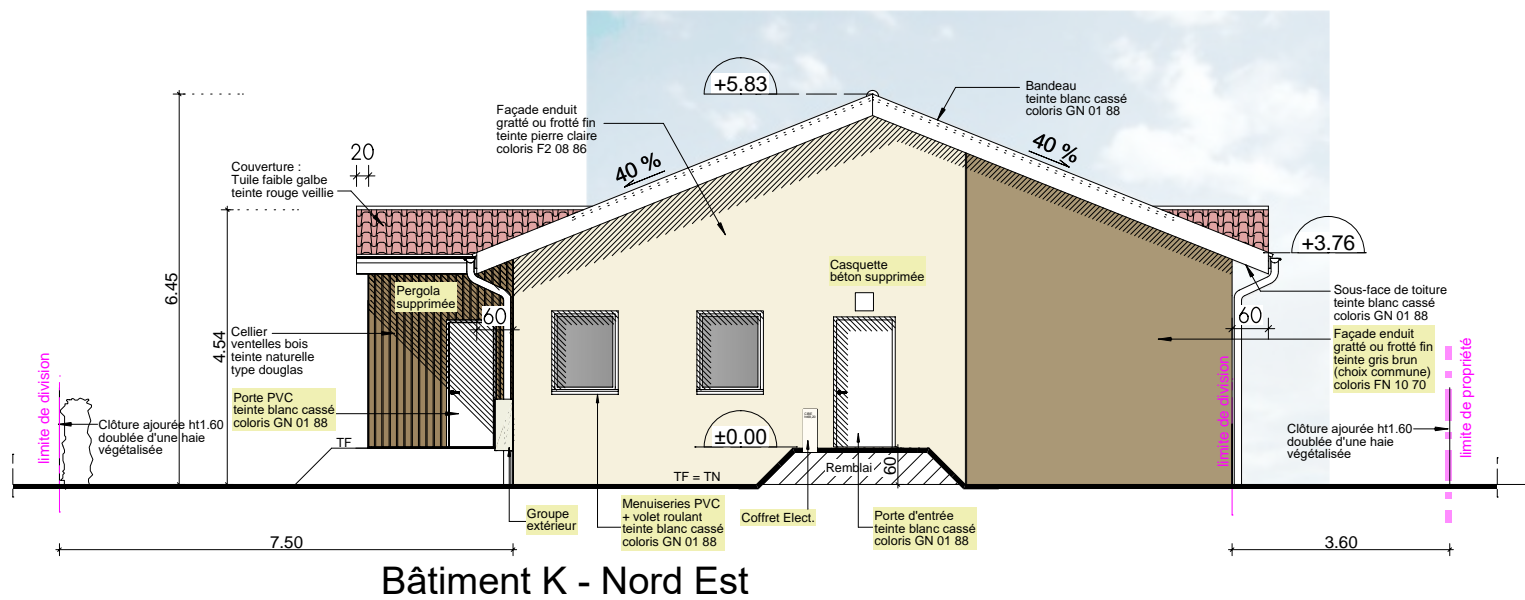 +5.83
Bandeau
teinte blanc cassé
coloris GN 01 88
Façade enduit
gratté ou frotté fin
teinte pierre claire
coloris F2 08 86
20
40 %
40 %
Couverture :
Tuile faible galbe
teinte rouge veillie
+3.76
Casquette
béton supprimée
6.45
4.54
Pergola
supprimée
60
60
Sous-face de toiture
teinte blanc cassé
coloris GN 01 88
Cellier
ventelles bois
teinte naturelle
type douglas
Façade enduit
gratté ou frotté fin
teinte gris brun
(choix commune)
coloris FN 10 70
Porte PVC
teinte blanc cassé
coloris GN 01 88
limite de division
limite de division
limite de propriété
Clôture ajourée ht1.60
doublée d'une haie
végétalisée
Clôture ajourée ht1.60
doublée d'une haie
végétalisée
TF
±0.00
TF = TN
Remblai
60
Groupe
extérieur
Menuiseries PVC
+ volet roulant
teinte blanc cassé
coloris GN 01 88
Coffret Elect.
Porte d'entrée
teinte blanc cassé
coloris GN 01 88
7.50
3.60
Bâtiment K - Nord Est